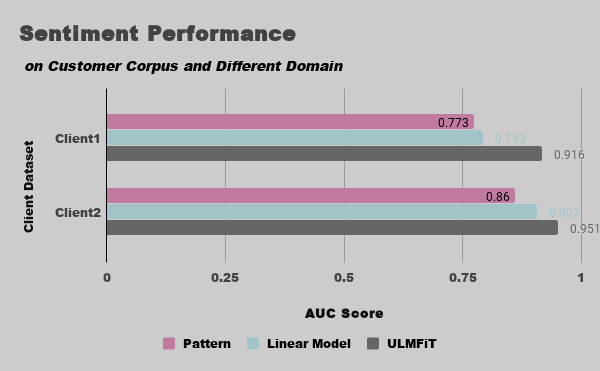 Sentiment Performance
on Customer Corpus and Different Domain
Client Dataset
Client1
0.773
0.793
0.916
Client2
0.86
0.907
0.951
0 0.25 0.5 0.75 1
AUC Score
Pattern Linear Model ULMFiT